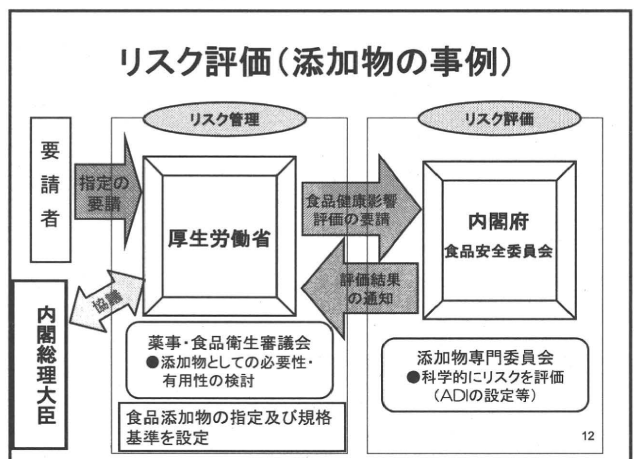 リスク評価(添加物の事例)
リスク管理
リスク評価
要請者
指定の
要請
厚生労働省
食品健康影響
評価の要請
内閣府
食品安全委員会
評価結果
の通知
協議
内閣総理大臣
薬事・食品衛生審議会
●添加物としての必要性・
有用性の検討
添加物専門委員会
●科学的にリスクを評価
(ADIの設定等)
食品添加物の指定及び規格
基準を設定
12